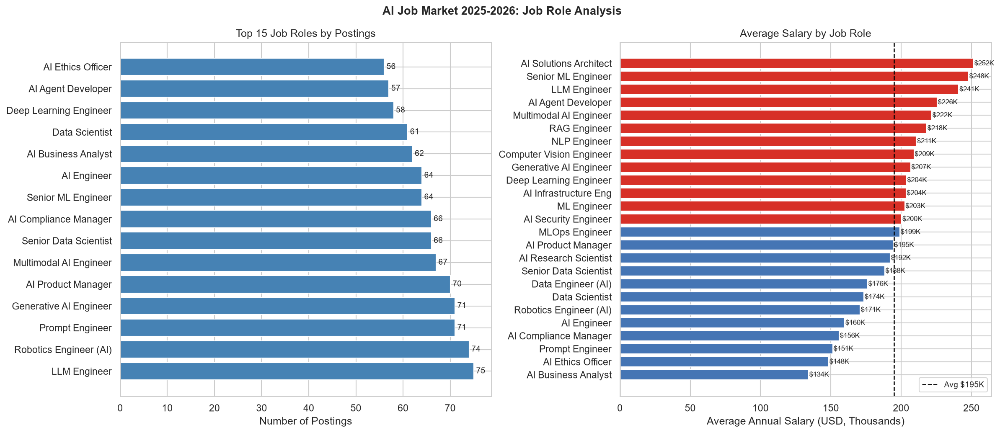 AI Job Market 2025-2026: Job Role Analysis
Top 15 Job Roles by Postings
AI Ethics Officer 56
AI Agent Developer 57
Deep Learning Engineer 58
Data Scientist 61
AI Business Analyst 62
AI Engineer 64
Senior ML Engineer 64
AI Compliance Manager 66
Senior Data Scientist 66
Multimodal AI Engineer 67
AI Product Manager 70
Generative AI Engineer 71
Prompt Engineer 71
Robotics Engineer (AI) 74
LLM Engineer 75
0 10 20 30 40 50 60 70
Number of Postings
Average Salary by Job Role
AI Solutions Architect $252K
Senior ML Engineer $248K
LLM Engineer $241K
AI Agent Developer $226K
Multimodal AI Engineer $222K
RAG Engineer $218K
NLP Engineer $211K
Computer Vision Engineer $209K
Generative AI Engineer $207K
Deep Learning Engineer $204K
AI Infrastructure Eng $204K
ML Engineer $203K
AI Security Engineer $200K
MLOps Engineer $199K
AI Product Manager $195K
AI Research Scientist $192K
Senior Data Scientist $188K
Data Engineer (AI) $176K
Data Scientist $174K
Robotics Engineer (AI) $171K
AI Engineer $160K
AI Compliance Manager $156K
Prompt Engineer $151K
AI Ethics Officer $148K
AI Business Analyst $134K
Avg $195K
0 50 100 150 200 250
Average Annual Salary (USD, Thousands)